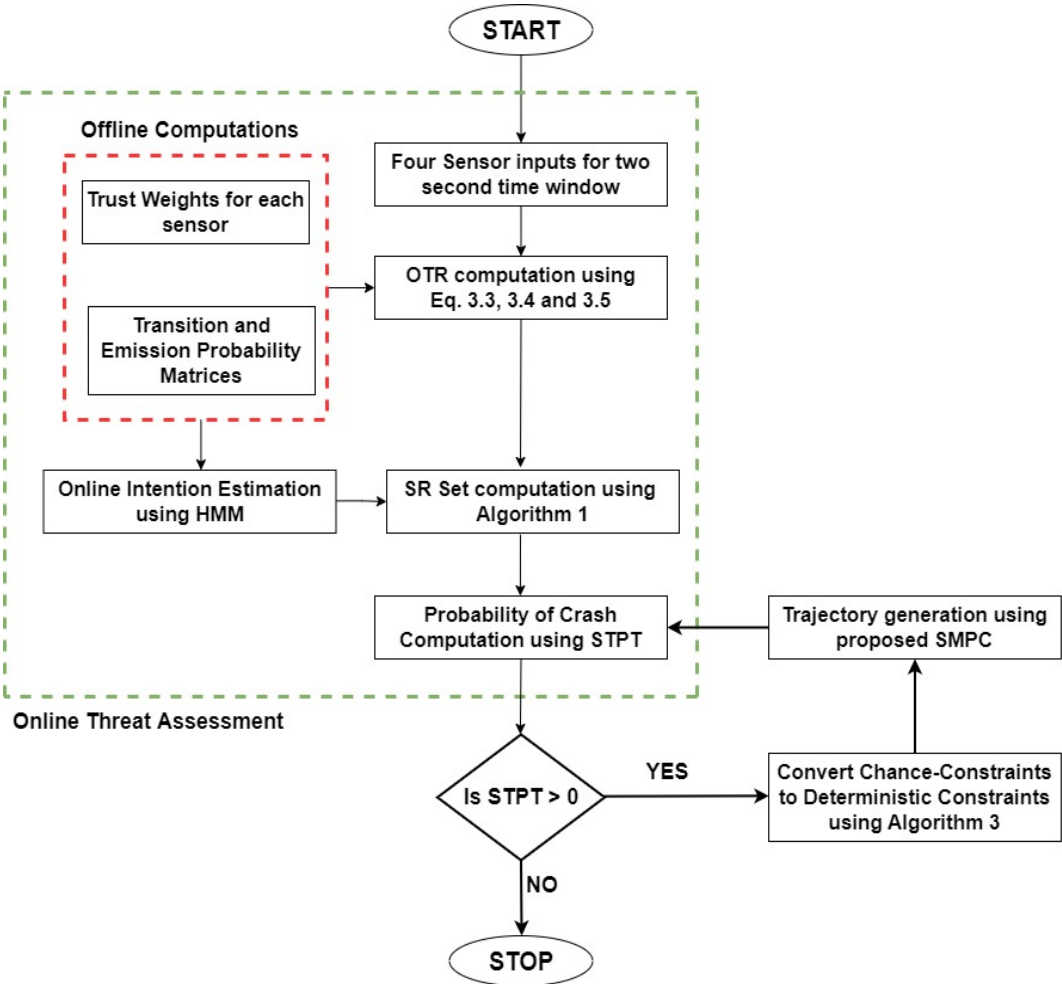 START
Offline Computations
Four Sensor inputs for two
second time window
Trust Weights for each
sensor
OTR computation using
Eq. 3.3, 3.4 and 3.5
Transition and
Emission Probability
Matrices
Online Intention Estimation
using HMM
SR Set computation using
Algorithm 1
Probability of Crash
Computation using STPT
Trajectory generation using
proposed SMPC
Online Threat Assessment
Is STPT > 0
YES
Convert Chance-Constraints
to Deterministic Constraints
using Algorithm 3
NO
STOP